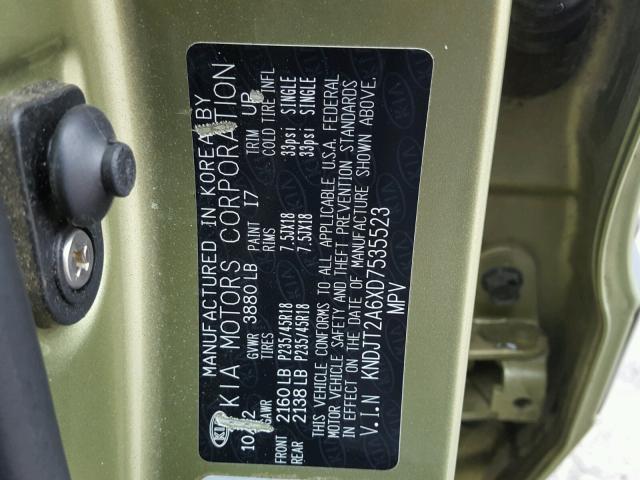 MANUFACTURED IN KOREA BY
KIA KIA MOTORS CORPORATION
GVWR 3880 LB PAINT 17 TRIM UP
GAWR TIRES RIMS COLD TIRE INFL
FRONT 2160 LB P235/45R18 7.5JX18 33psi SINGLE
REAR 2138 LB P235/45R18 7.5JX18 33psi SINGLE
THIS VEHICLE CONFORMS TO ALL APPLICABLE U.S.A. FEDERAL
MOTOR VEHICLE SAFETY AND THEFT PREVENTION STANDARDS
IN EFFECT ON THE DATE OF MANUFACTURE SHOWN ABOVE.
V.I.N KNDJT2A6XD7535523
MPV